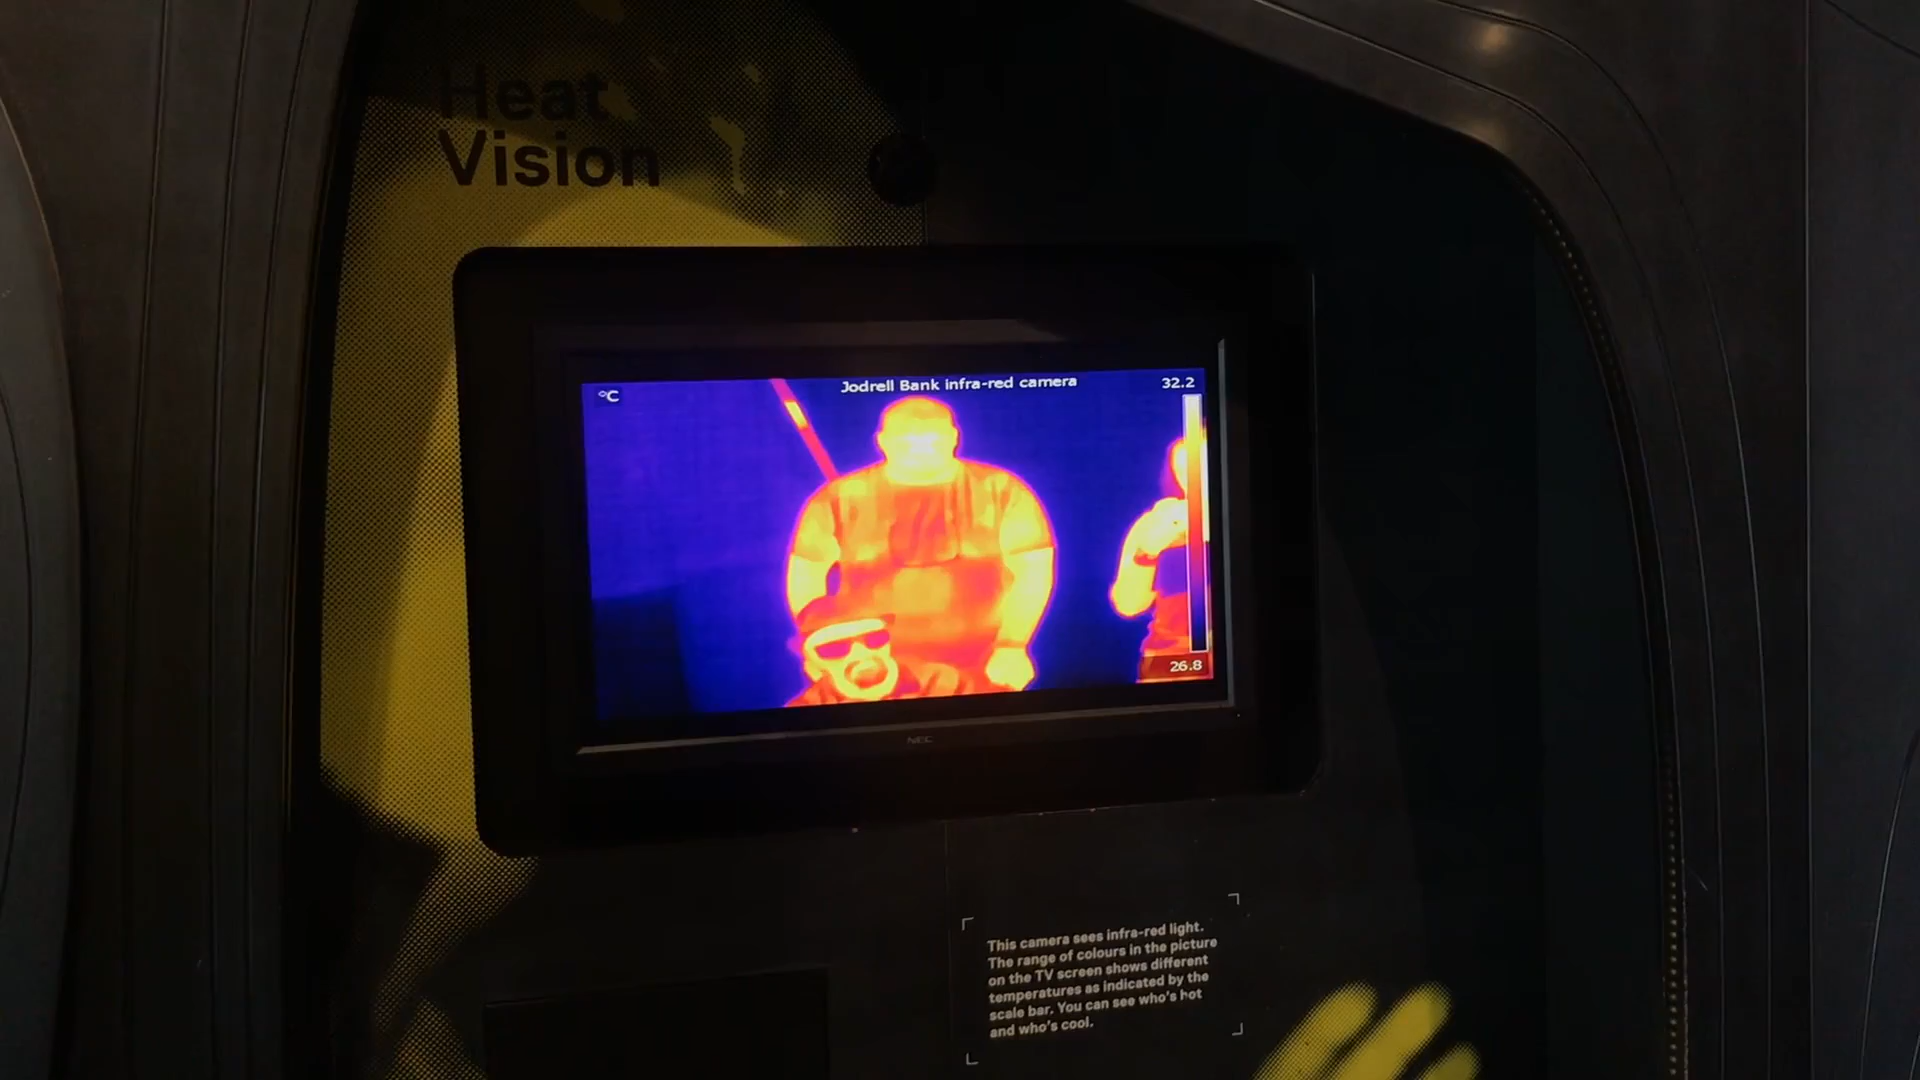 Heat
Vision
°C
Jodrell Bank infra-red camera
32.2
26.8
NEC
This camera sees infra-red light.
The range of colours in the picture
on the TV screen shows different
temperatures as indicated by the
scale bar. You can see who's hot
and who's cool.